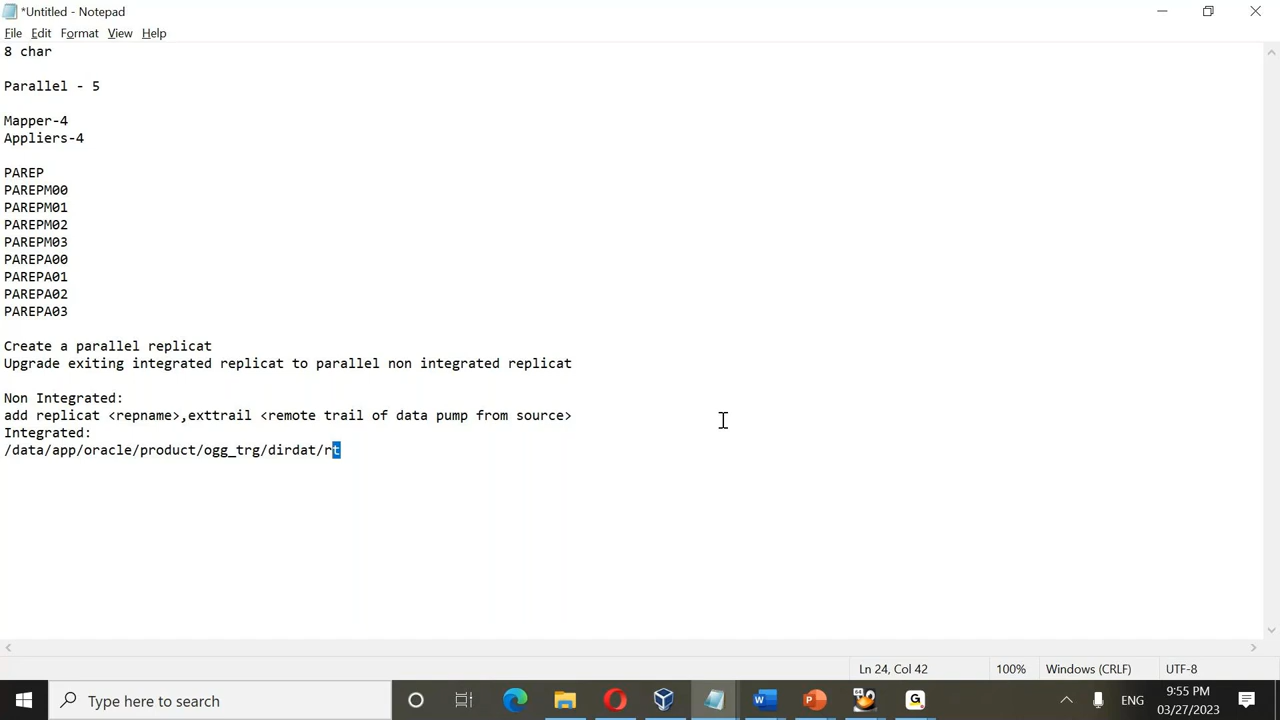 *Untitled - Notepad
File Edit Format View Help
8 char
Parallel - 5
Mapper-4
Appliers-4
PAREP
PAREPM00
PAREPM01
PAREPM02
PAREPM03
PAREPA00
PAREPA01
PAREPA02
PAREPA03
Create a parallel replicat
Upgrade exiting integrated replicat to parallel non integrated replicat
Non Integrated:
add replicat <repname>,exttrail <remote trail of data pump from source>
Integrated:
/data/app/oracle/product/ogg_trg/dirdat/rt
Ln 24, Col 42 100% Windows (CRLF) UTF-8
Type here to search
ENG
9:55 PM
03/27/2023